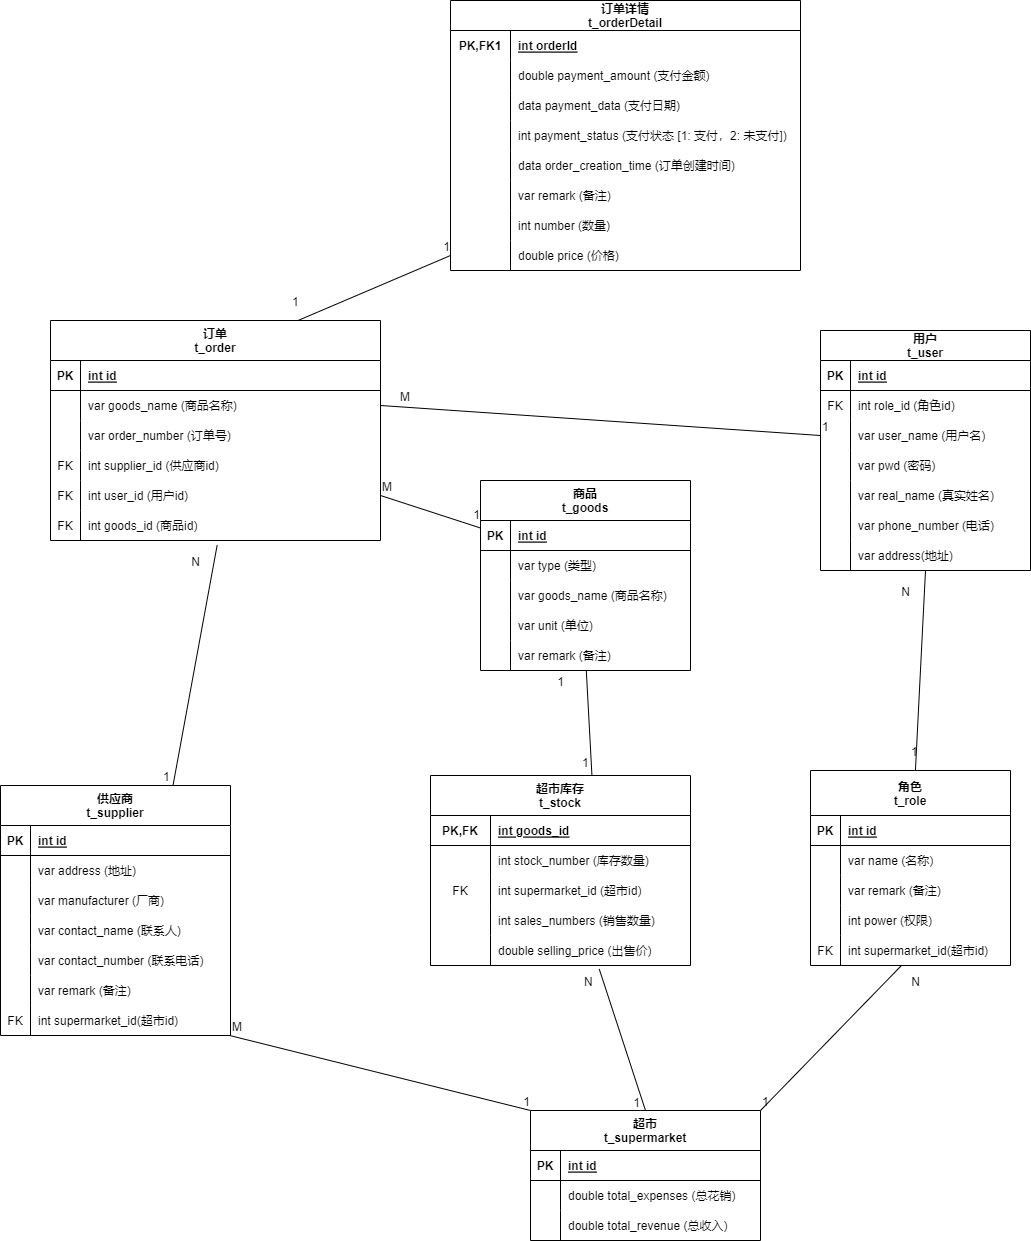 订单详情
t_orderDetail
PK,FK1 int orderId
double payment_amount (支付金额)
data payment_data (支付日期)
int payment_status (支付状态 [1: 支付，2: 未支付])
data order_creation_time (订单创建时间)
var remark (备注)
int number (数量)
double price (价格)
1
1
订单
t_order
PK int id
var goods_name (商品名称)
var order_number (订单号)
FK int supplier_id (供应商id)
FK int user_id (用户id)
FK int goods_id (商品id)
M
1
M
1
N
1
用户
t_user
PK int id
FK int role_id (角色id)
var user_name (用户名)
var pwd (密码)
var real_name (真实姓名)
var phone_number (电话)
var address(地址)
N
1
商品
t_goods
PK int id
var type (类型)
var goods_name (商品名称)
var unit (单位)
var remark (备注)
1
1
供应商
t_supplier
PK int id
var address (地址)
var manufacturer (厂商)
var contact_name (联系人)
var contact_number (联系电话)
var remark (备注)
FK int supermarket_id(超市id)
M
1
超市库存
t_stock
PK,FK int goods_id
int stock_number (库存数量)
FK int supermarket_id (超市id)
int sales_numbers (销售数量)
double selling_price (出售价)
N
1
角色
t_role
PK int id
var name (名称)
var remark (备注)
int power (权限)
FK int supermarket_id(超市id)
N
1
超市
t_supermarket
PK int id
double total_expenses (总花销)
double total_revenue (总收入)